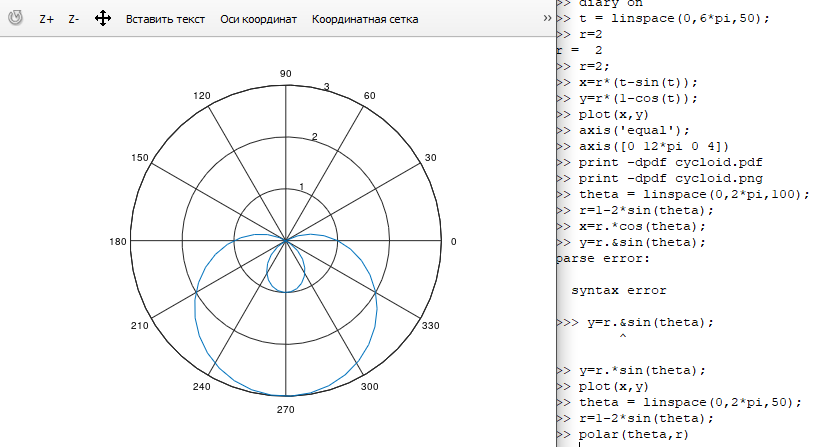 Z+ Z- Вставить текст Оси координат Координатная сетка »
90
120 60
3
2
150 30
1
180 0
210 330
240 300
270
>> diary on
>> t = linspace(0,6*pi,50);
>> r=2
r =  2
>> r=2;
>> x=r*(t-sin(t));
>> y=r*(1-cos(t));
>> plot(x,y)
>> axis('equal');
>> axis([0 12*pi 0 4])
>> print -dpdf cycloid.pdf
>> print -dpdf cycloid.png
>> theta = linspace(0,2*pi,100);
>> r=1-2*sin(theta);
>> x=r.*cos(theta);
>> y=r.&sin(theta);
parse error:
syntax error
>>> y=r.&sin(theta);
^
>> y=r.*sin(theta);
>> plot(x,y)
>> theta = linspace(0,2*pi,50);
>> r=1-2*sin(theta);
>> polar(theta,r)